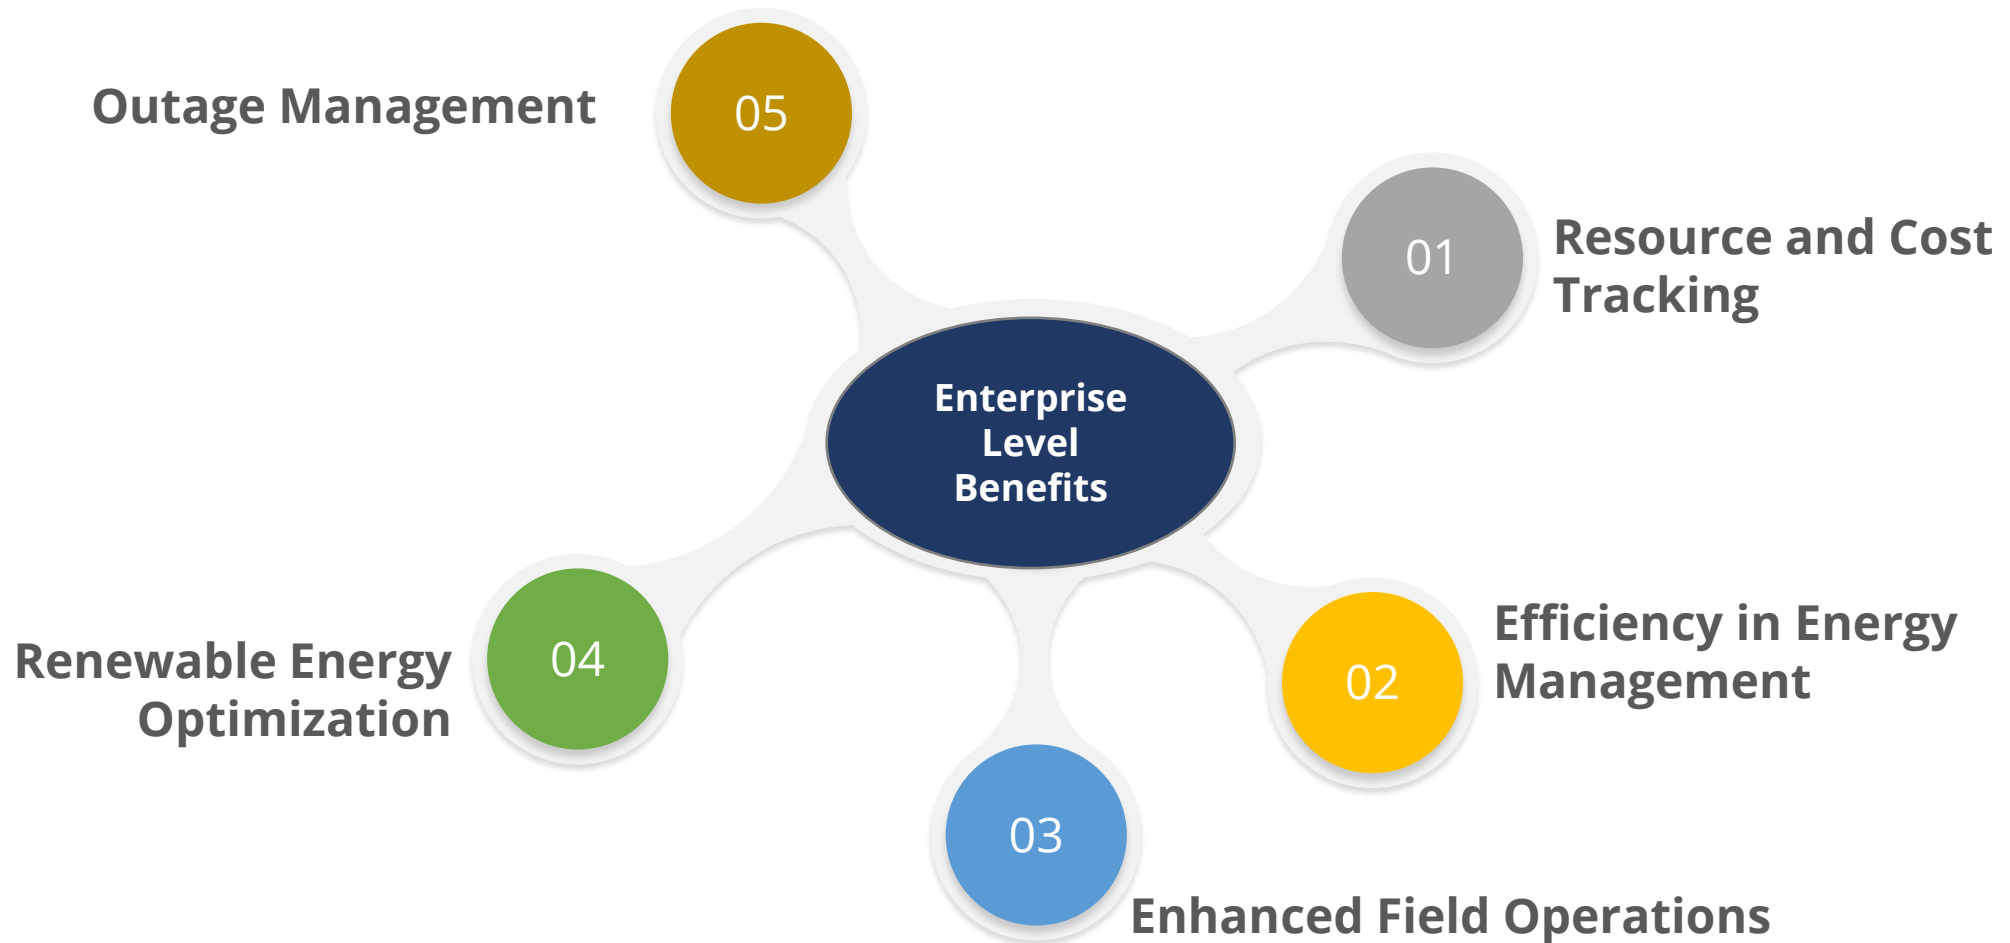 Outage Management
05
01
Resource and Cost
Tracking
Enterprise
Level
Benefits
Efficiency in Energy
Management
02
Renewable Energy
Optimization
04
03
Enhanced Field Operations